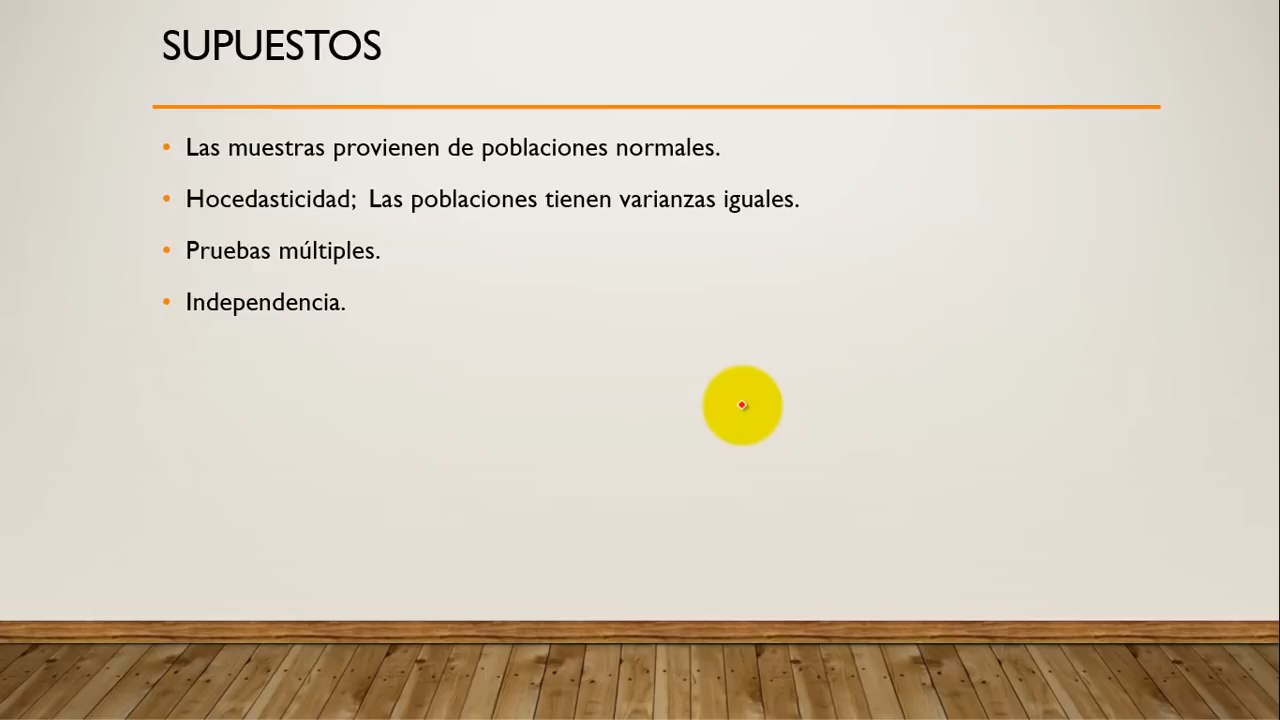 SUPUESTOS
• Las muestras provienen de poblaciones normales.
• Hocedasticidad; Las poblaciones tienen varianzas iguales.
• Pruebas múltiples.
• Independencia.